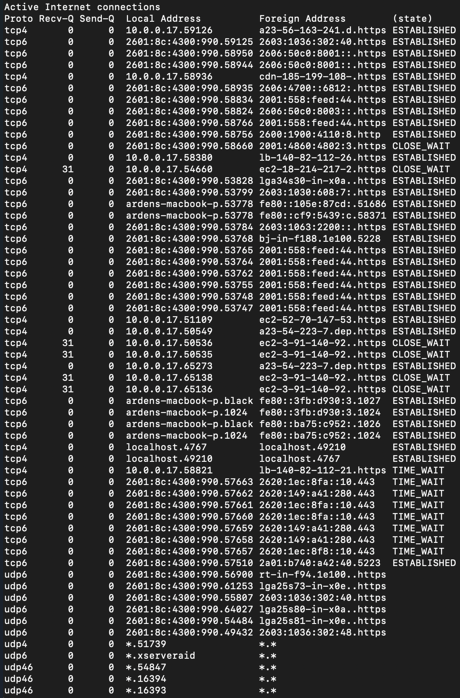 Active Internet connections
Proto Recv-Q Send-Q  Local Address          Foreign Address        (state)
tcp4       0      0  10.0.0.17.59126        a23-56-163-241.d.https ESTABLISHED
tcp6       0      0  2601:8c:4300:990.59125 2603:1036:302:40.https ESTABLISHED
tcp6       0      0  2601:8c:4300:990.58944 2606:50c0:8001::.https ESTABLISHED
tcp4       0      0  10.0.0.17.58936        cdn-185-199-108-.https ESTABLISHED
tcp6       0      0  2601:8c:4300:990.58935 2606:4700::6812:.https ESTABLISHED
tcp6       0      0  2601:8c:4300:990.58834 2001:558:feed:44.https ESTABLISHED
tcp6       0      0  2601:8c:4300:990.58824 2606:50c0:8003::.https ESTABLISHED
tcp6       0      0  2601:8c:4300:990.58766 2001:558:feed:44.https ESTABLISHED
tcp6       0      0  2601:8c:4300:990.58756 2600:1900:4110:8.http  ESTABLISHED
tcp6       0      0  2601:8c:4300:990.58660 2001:4860:4802:3.https CLOSE_WAIT
tcp4       0      0  10.0.0.17.58380        lb-140-82-112-26.https ESTABLISHED
tcp4      31      0  10.0.0.17.54660        ec2-18-214-217-2.https CLOSE_WAIT
tcp6       0      0  2601:8c:4300:990.53828 lga34s30-in-x0a..https ESTABLISHED
tcp6       0      0  2601:8c:4300:990.53799 2603:1030:608:7:.https ESTABLISHED
tcp6       0      0  ardens-macbook-p.53778 fe80::105e:87cd:.51686 ESTABLISHED
tcp6       0      0  ardens-macbook-p.53778 fe80::cf9:5439:c.58371 ESTABLISHED
tcp6       0      0  2601:8c:4300:990.53784 2603:1063:2200::.https ESTABLISHED
tcp6       0      0  2601:8c:4300:990.53768 bj-in-f188.1e100.5228  ESTABLISHED
tcp6       0      0  2601:8c:4300:990.53765 2001:558:feed:44.https ESTABLISHED
tcp6       0      0  2601:8c:4300:990.53764 2001:558:feed:44.https ESTABLISHED
tcp6       0      0  2601:8c:4300:990.53762 2001:558:feed:44.https ESTABLISHED
tcp6       0      0  2601:8c:4300:990.53755 2001:558:feed:44.https ESTABLISHED
tcp6       0      0  2601:8c:4300:990.53748 2001:558:feed:44.https ESTABLISHED
tcp6       0      0  2601:8c:4300:990.53747 2001:558:feed:44.https ESTABLISHED
tcp4       0      0  10.0.0.17.51109        ec2-52-70-147-53.https ESTABLISHED
tcp4       0      0  10.0.0.17.50549        a23-54-223-7.dep.https ESTABLISHED
tcp4      31      0  10.0.0.17.50536        ec2-3-91-140-92..https CLOSE_WAIT
tcp4      31      0  10.0.0.17.50535        ec2-3-91-140-92..https CLOSE_WAIT
tcp4       0      0  10.0.0.17.65273        a23-54-223-7.dep.https ESTABLISHED
tcp4      31      0  10.0.0.17.65138        ec2-3-91-140-92..https CLOSE_WAIT
tcp4      31      0  10.0.0.17.65136        ec2-3-91-140-92..https CLOSE_WAIT
tcp6       0      0  ardens-macbook-p.black fe80::3fb:d930:3.1027  ESTABLISHED
tcp6       0      0  ardens-macbook-p.1024  fe80::3fb:d930:3.1024  ESTABLISHED
tcp6       0      0  ardens-macbook-p.black fe80::ba75:c952:.1026  ESTABLISHED
tcp6       0      0  ardens-macbook-p.1024  fe80::ba75:c952:.1024  ESTABLISHED
tcp4       0      0  localhost.4767         localhost.49210        ESTABLISHED
tcp4       0      0  localhost.49210        localhost.4767         ESTABLISHED
tcp4       0      0  10.0.0.17.58821        lb-140-82-112-21.https TIME_WAIT
tcp6       0      0  2601:8c:4300:990.57663 2620:1ec:8fa::10.443   TIME_WAIT
tcp6       0      0  2601:8c:4300:990.57662 2620:149:a41:280.443   TIME_WAIT
tcp6       0      0  2601:8c:4300:990.57661 2620:1ec:8fa::10.443   TIME_WAIT
tcp6       0      0  2601:8c:4300:990.57660 2620:1ec:8fa::10.443   TIME_WAIT
tcp6       0      0  2601:8c:4300:990.57659 2620:149:a41:280.443   TIME_WAIT
tcp6       0      0  2601:8c:4300:990.57658 2620:149:a41:280.443   TIME_WAIT
tcp6       0      0  2601:8c:4300:990.57657 2620:1ec:8f8::10.443   TIME_WAIT
tcp6       0      0  2601:8c:4300:990.57510 2a01:b740:a42:40.5223  ESTABLISHED
udp6       0      0  2601:8c:4300:990.56900 rt-in-f94.1e100..https
udp6       0      0  2601:8c:4300:990.61253 lga25s73-in-x0e..https
udp6       0      0  2601:8c:4300:990.55807 2603:1036:302:40.https
udp6       0      0  2601:8c:4300:990.64027 lga25s80-in-x0a..https
udp6       0      0  2601:8c:4300:990.54484 lga25s81-in-x0e..https
udp6       0      0  2601:8c:4300:990.49432 2603:1036:302:48.https
udp4       0      0  *.51739                *.*
udp6       0      0  *.xserveraid           *.*
udp46      0      0  *.54847                *.*
udp46      0      0  *.16394                *.*
udp46      0      0  *.16393                *.*